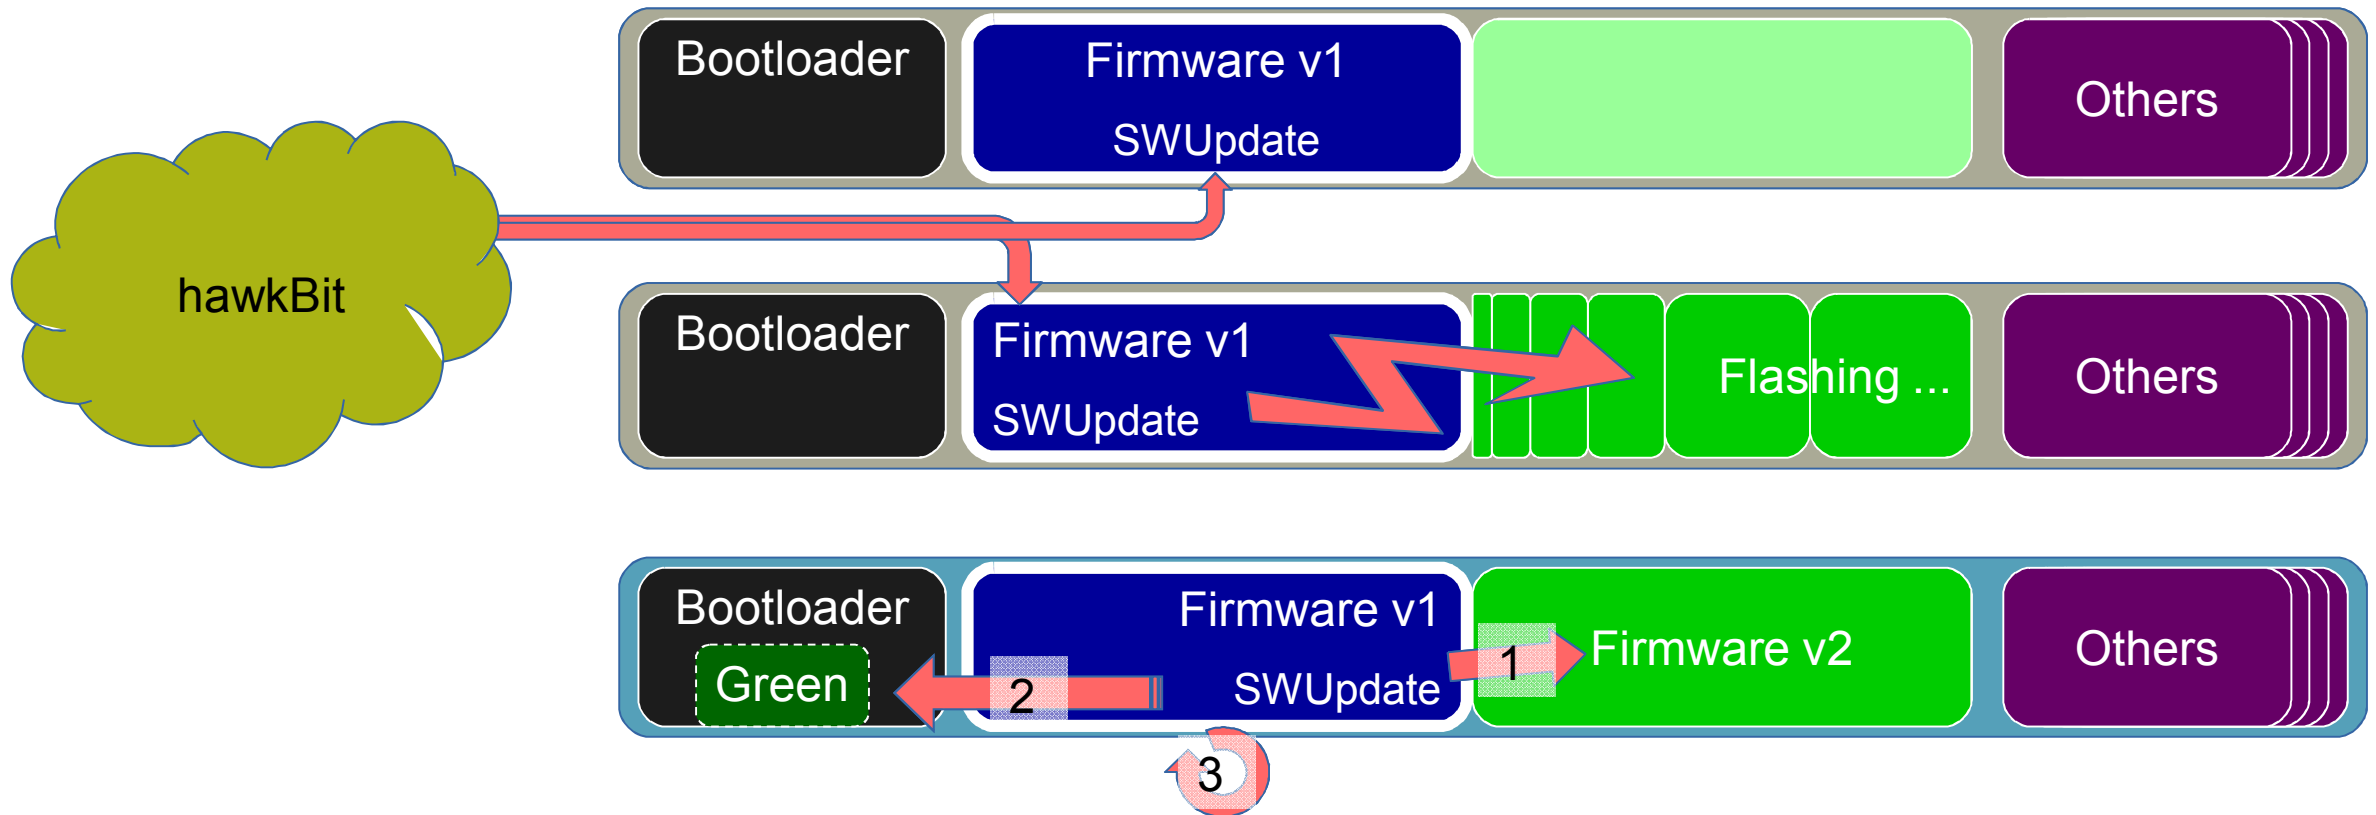 Bootloader
Firmware v1
SWUpdate
Others
hawkBit
Bootloader
Firmware v1
SWUpdate
Flashing ...
Others
Bootloader
Green
2
Firmware v1
SWUpdate
1
Firmware v2
Others
3